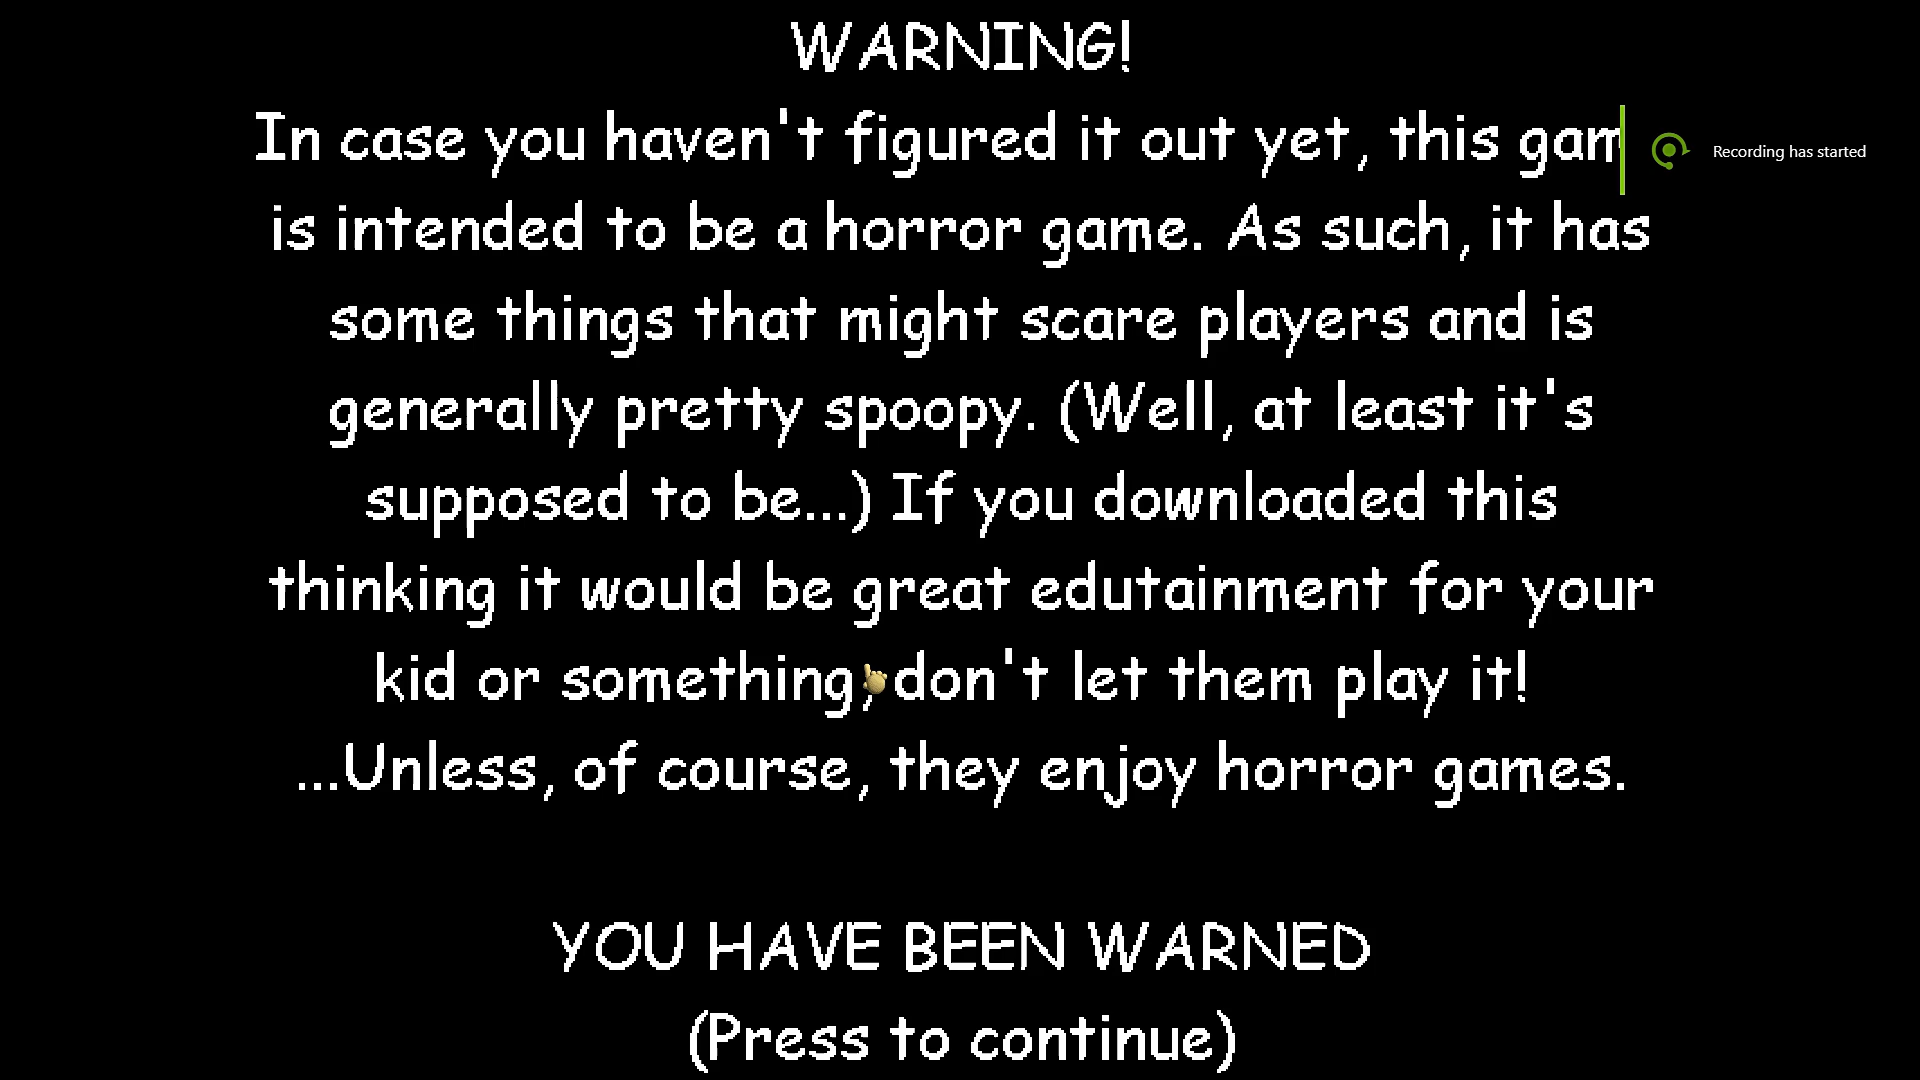 WARNING!
In case you haven't figured it out yet, this gam
Recording has started
is intended to be a horror game. As such, it has
some things that might scare players and is
generally pretty spoopy. (Well, at least it's
supposed to be...) If you downloaded this
thinking it would be great edutainment for your
kid or something, don't let them play it!
...Unless, of course, they enjoy horror games.
YOU HAVE BEEN WARNED
(Press to continue)